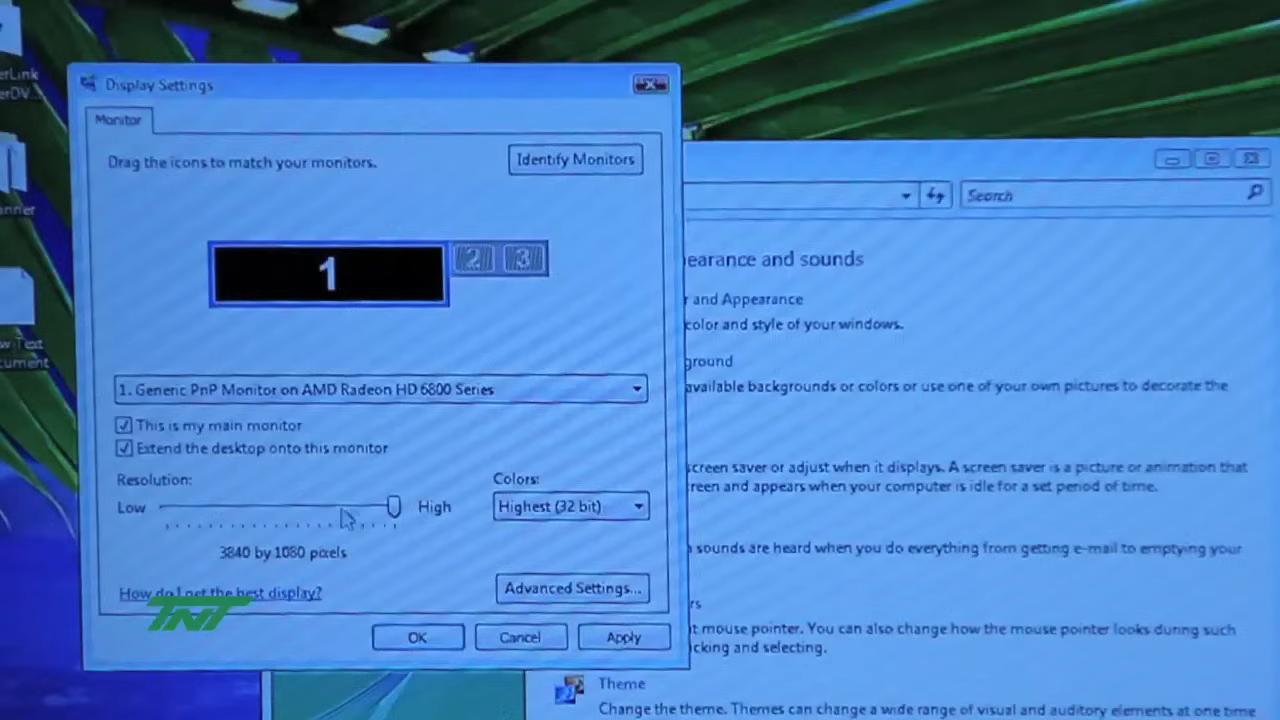 erLink
erDV...
anner
w Text
cument
Display Settings
Monitor
Drag the icons to match your monitors.
Identify Monitors
1
2
3
1. Generic PnP Monitor on AMD Radeon HD 6800 Series
This is my main monitor
Extend the desktop onto this monitor
Resolution:
Low
High
3840 by 1080 pixels
Colors:
Highest (32 bit)
How do I get the best display?
Advanced Settings...
OK
Cancel
Apply
TNT
Search
earance and sounds
r and Appearance
color and style of your windows.
ground
available backgrounds or colors or use one of your own pictures to decorate the
screen saver or adjust when it displays. A screen saver is a picture or animation that
reen and appears when your computer is idle for a set period of time.
sounds are heard when you do everything from getting e-mail to emptying your
rs
t mouse pointer. You can also change how the mouse pointer looks during such
icking and selecting.
Theme
Change the theme. Themes can change a wide range of visual and auditory elements at one time